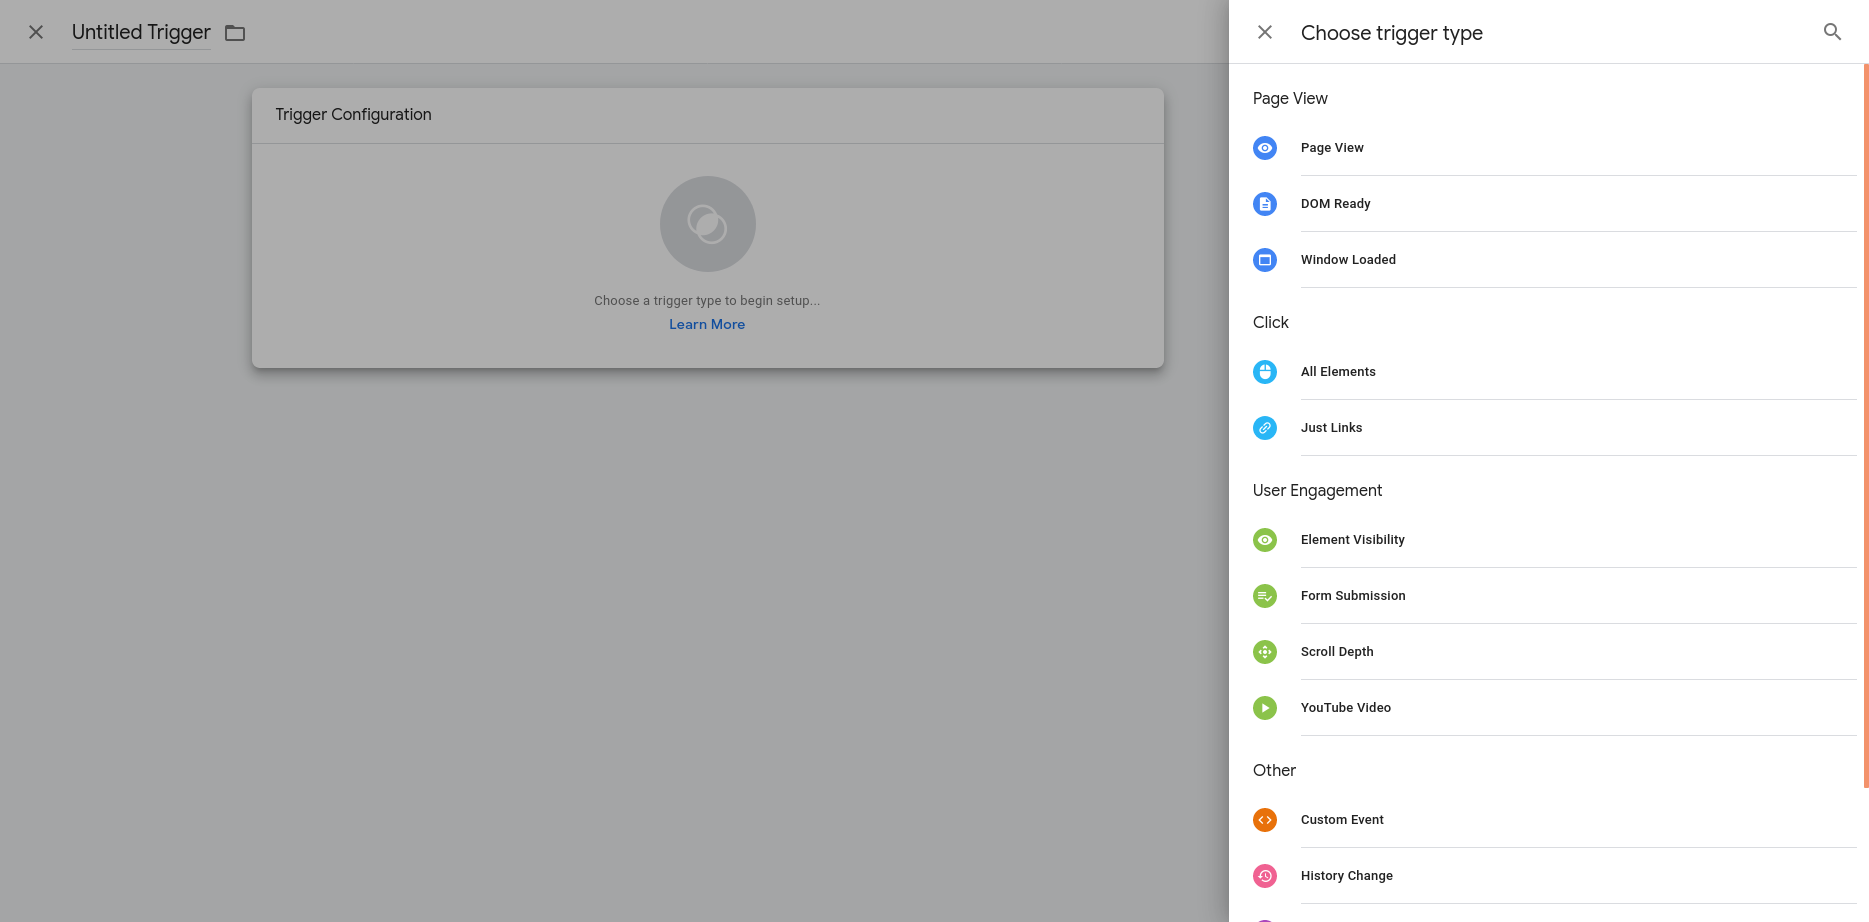 Untitled Trigger
Trigger Configuration
Choose a trigger type to begin setup...
Learn More
Choose trigger type
Page View
Page View
DOM Ready
Window Loaded
Click
All Elements
Just Links
User Engagement
Element Visibility
Form Submission
Scroll Depth
YouTube Video
Other
Custom Event
History Change